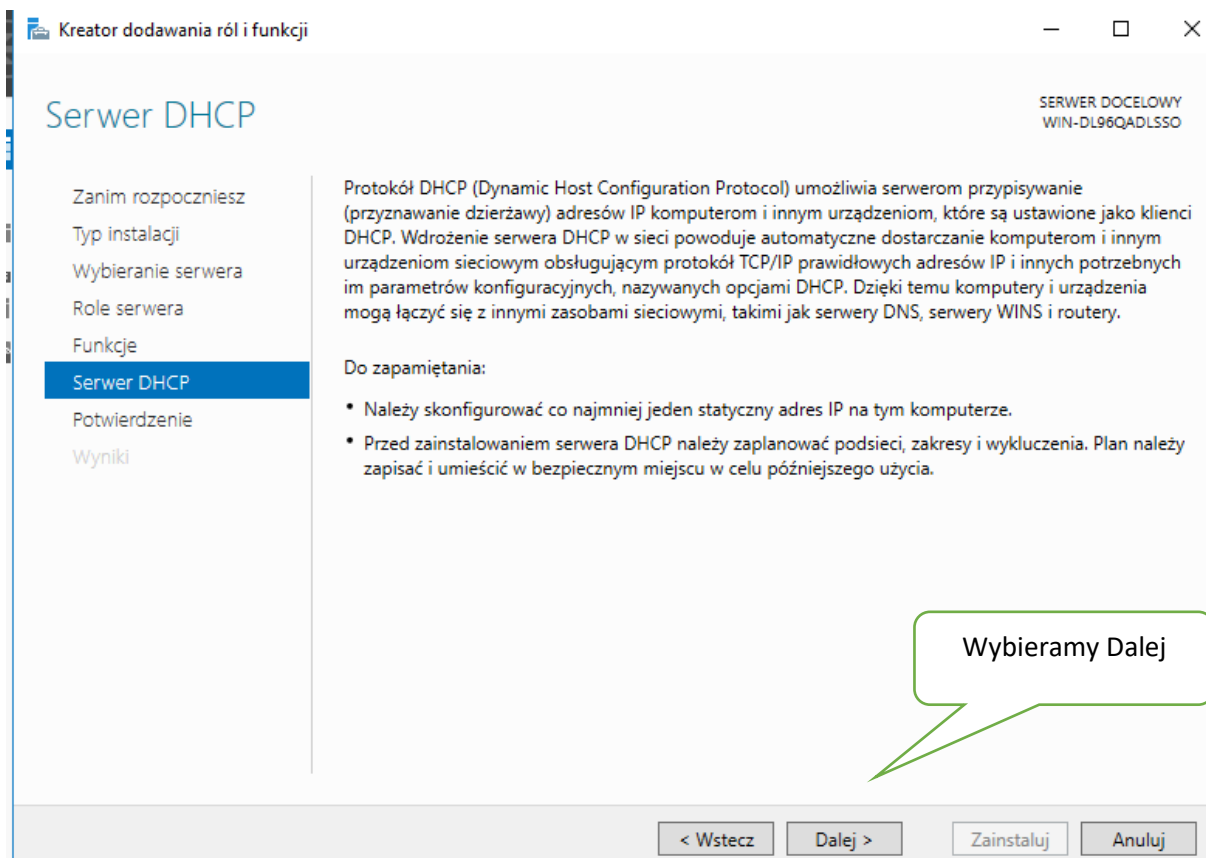 Kreator dodawania ról i funkcji
Serwer DHCP
SERWER DOCELOWY
WIN-DL96QADLSSO
Zanim rozpoczniesz
Typ instalacji
Wybieranie serwera
Role serwera
Funkcje
Serwer DHCP
Potwierdzenie
Wyniki
Protokół DHCP (Dynamic Host Configuration Protocol) umożliwia serwerom przypisywanie
(przyznawanie dzierżawy) adresów IP komputerom i innym urządzeniom, które są ustawione jako klienci
DHCP. Wdrożenie serwera DHCP w sieci powoduje automatyczne dostarczanie komputerom i innym
urządzeniom sieciowym obsługującym protokół TCP/IP prawidłowych adresów IP i innych potrzebnych
im parametrów konfiguracyjnych, nazywanych opcjami DHCP. Dzięki temu komputery i urządzenia
mogą łączyć się z innymi zasobami sieciowymi, takimi jak serwery DNS, serwery WINS i routery.
Do zapamiętania:
• Należy skonfigurować co najmniej jeden statyczny adres IP na tym komputerze.
• Przed zainstalowaniem serwera DHCP należy zaplanować podsieci, zakresy i wykluczenia. Plan należy
zapisać i umieścić w bezpiecznym miejscu w celu późniejszego użycia.
Wybieramy Dalej
< Wstecz
Dalej >
Zainstaluj
Anuluj